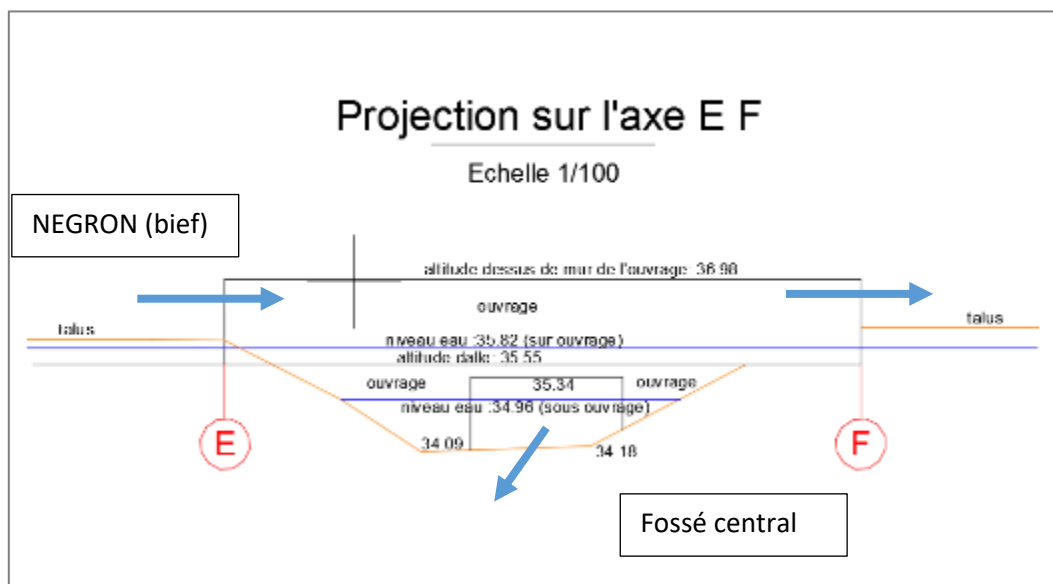 Projection sur l'axe E F
Echelle 1/100
NEGRON (bief)
altitude dessus de mur de l'ouvrage: 36.98
ouvrage
talus
talus
niveau eau :35.82 (sur ouvrage)
altitude dalle: 35.55
ouvrage
35.34
ouvrage
niveau eau :34.96 (sous ouvrage)
34.09
34.18
E
F
Fossé central